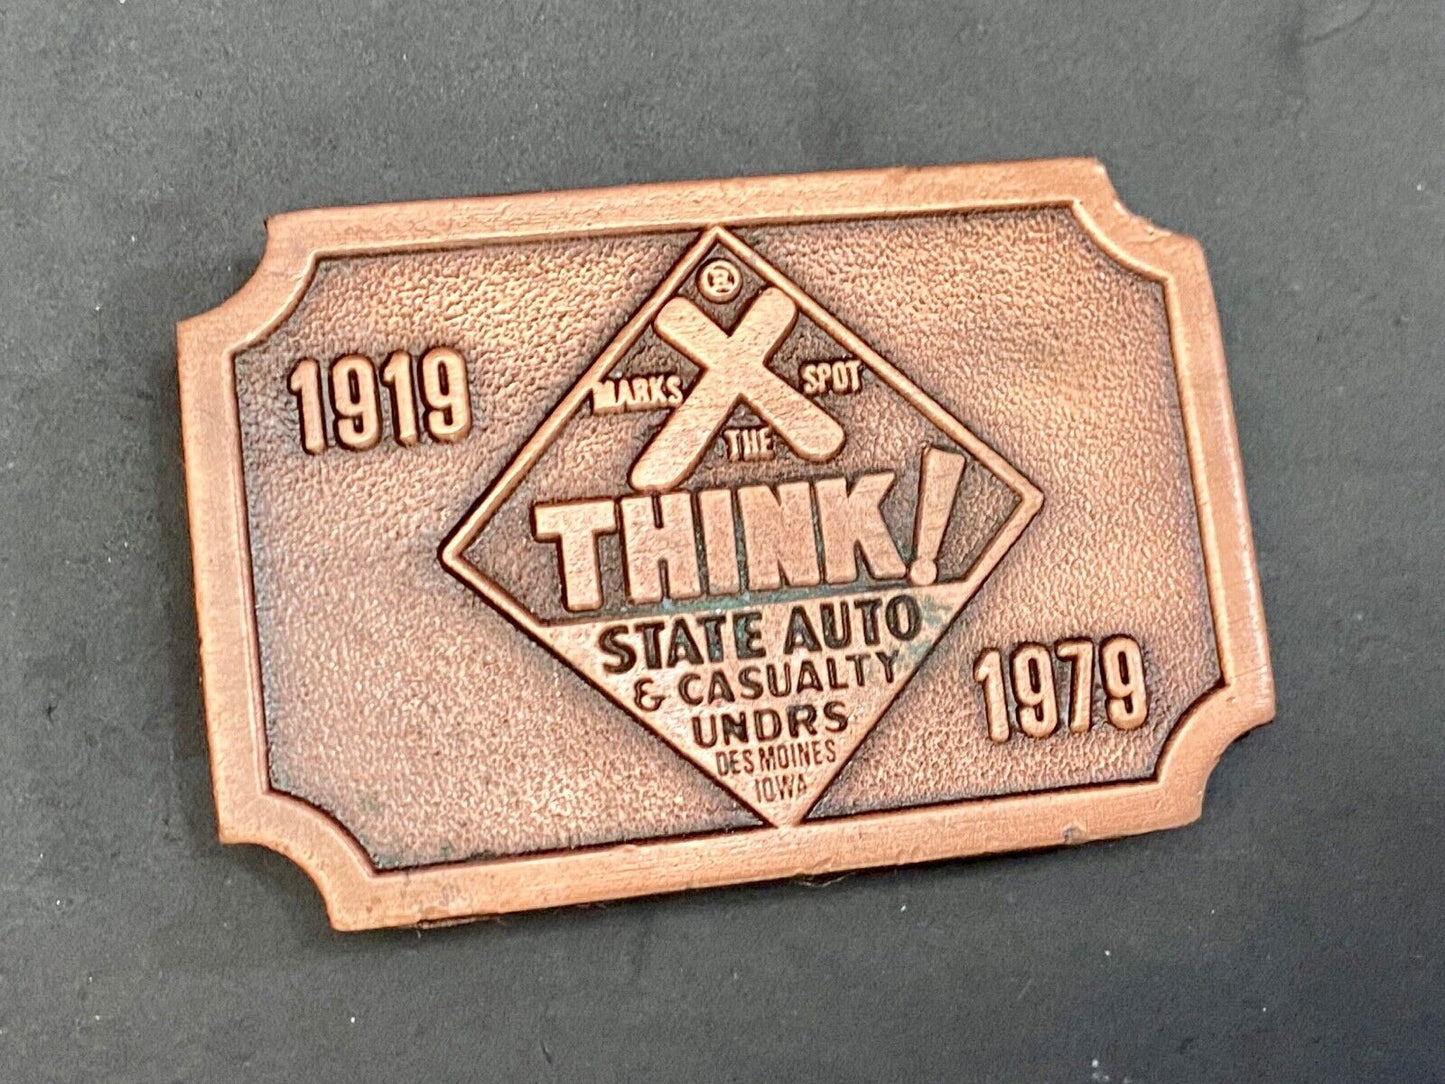 1919
®
X
MARKS THE SPOT
THINK!
STATE AUTO
& CASUALTY
UNDRS
DES MOINES
IOWA
1979